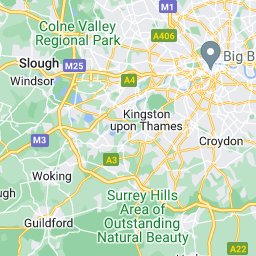 M1
Colne Valley
Regional Park
A406
Slough
M25
Big B
Windsor
A4
Kingston
upon Thames
M3
Croydon
A3
Woking
ugh
Surrey Hills
Area of
Outstanding
Natural Beauty
Guildford
A22